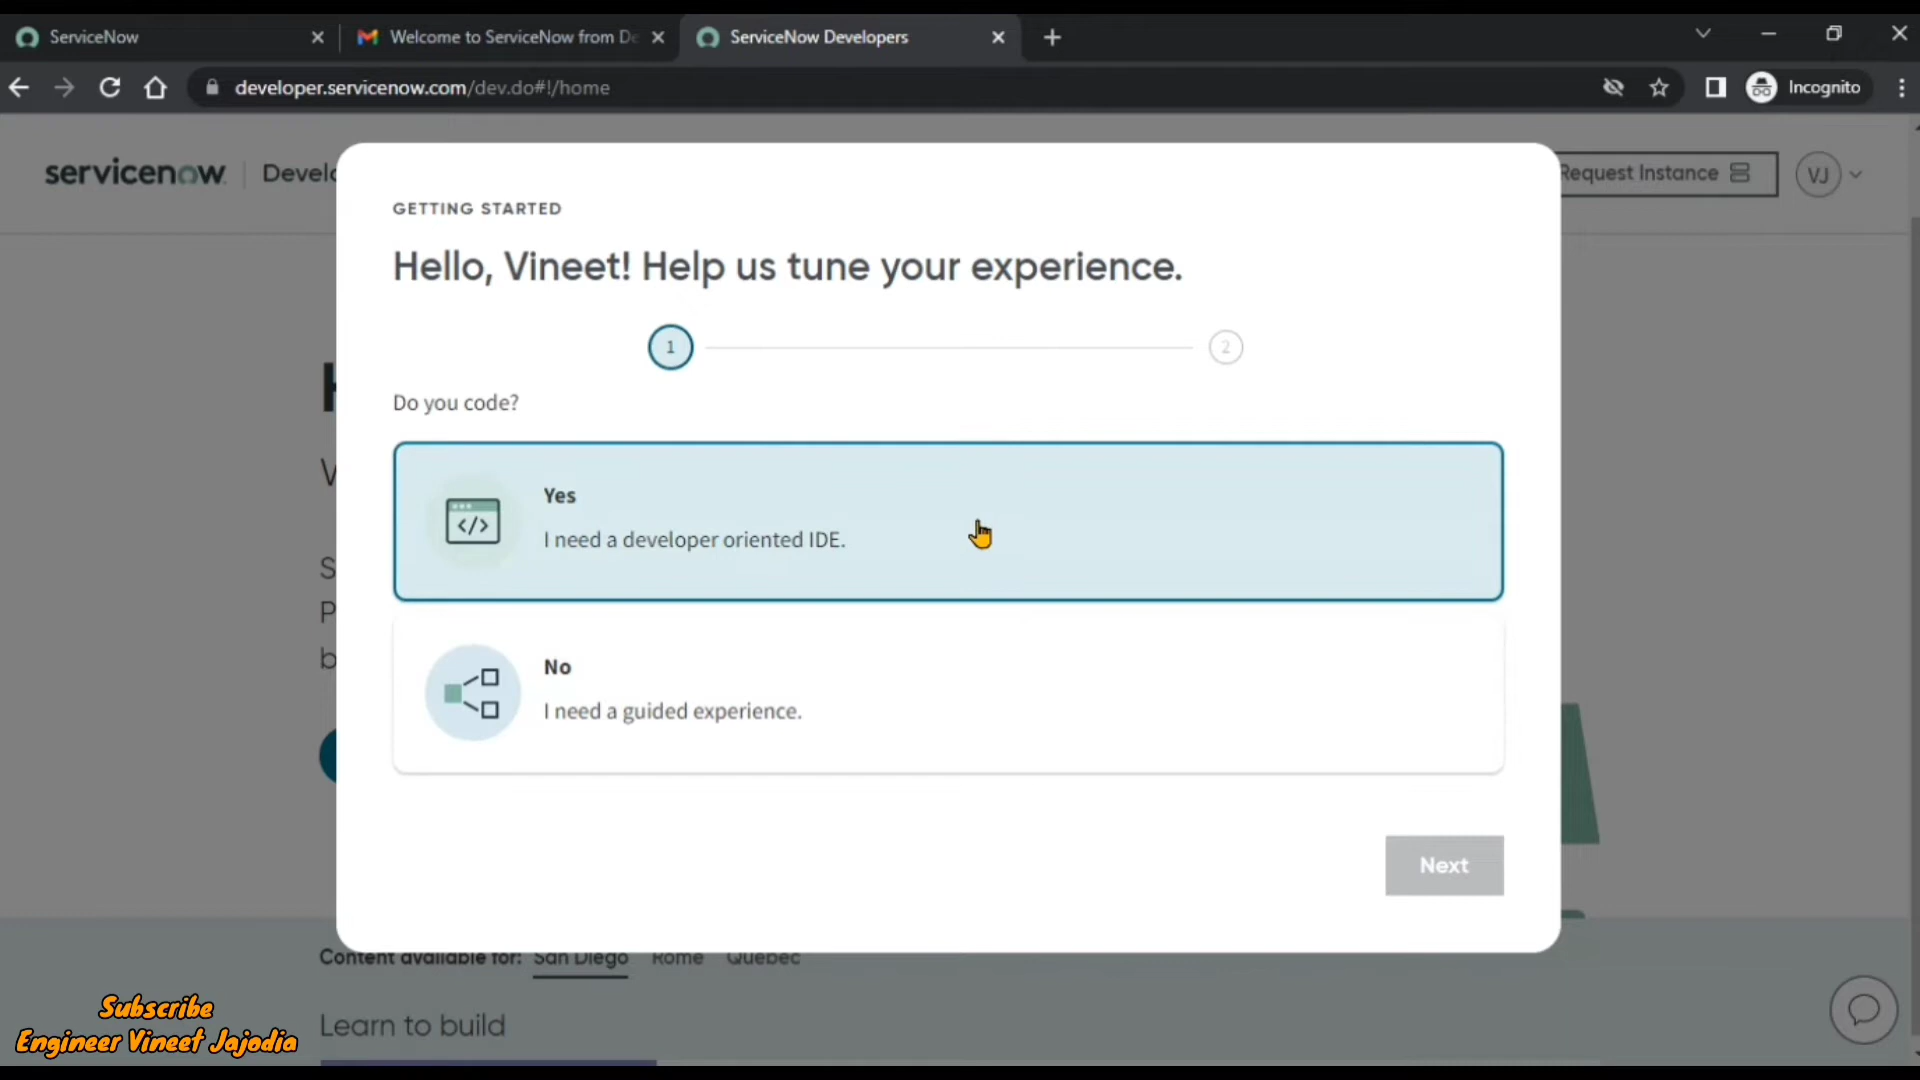 ServiceNow
Welcome to ServiceNow from De
ServiceNow Developers
developer.servicenow.com/dev.do#!/home
Incognito
servicenow
Develo
Request Instance
VJ
GETTING STARTED
Hello, Vineet! Help us tune your experience.
1
2
Do you code?
Yes
I need a developer oriented IDE.
No
I need a guided experience.
Next
Content available for: San Diego Rome Quebec
Learn to build
Subscribe
Engineer Vineet Jajodia